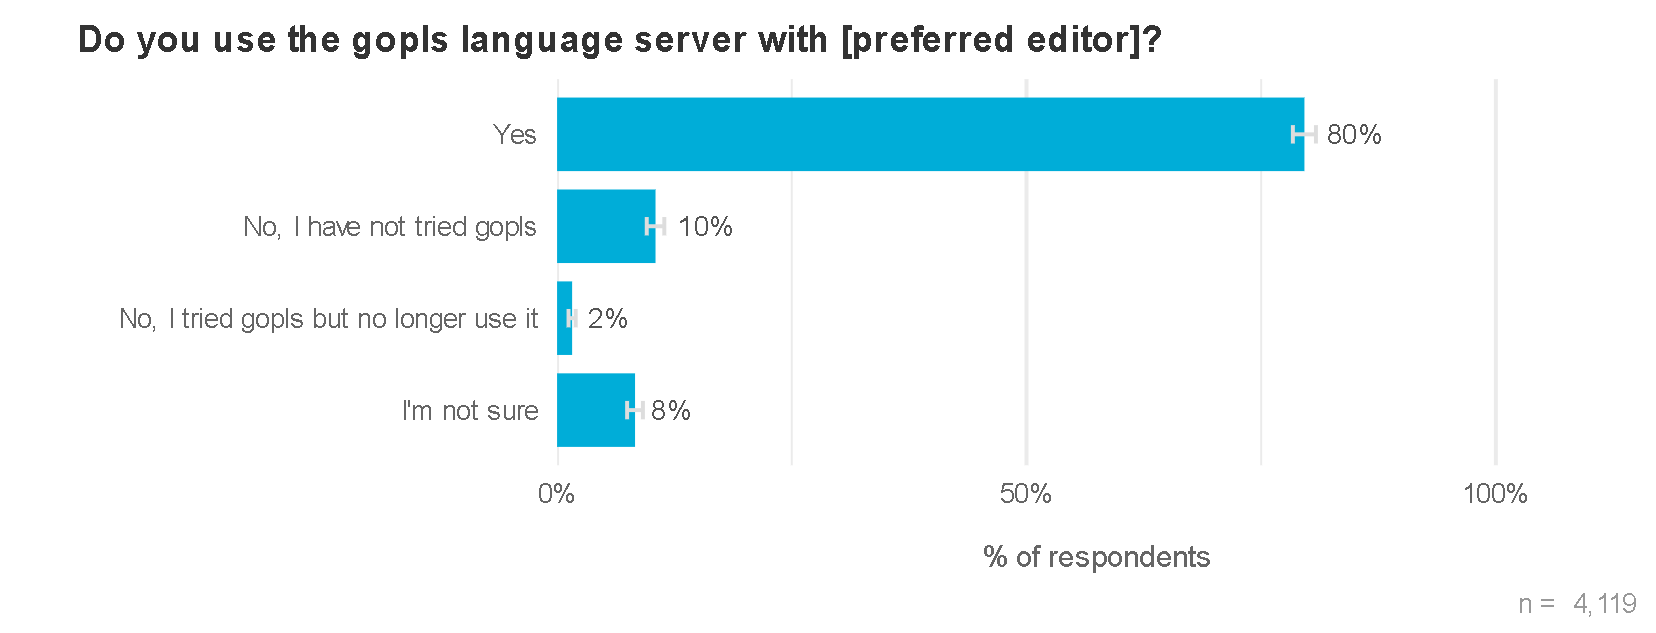 Do you use the gopls language server with [preferred editor]?
Yes
80%
No, I have not tried gopls
10%
No, I tried gopls but no longer use it
2%
I'm not sure
8%
0%
50%
100%
% of respondents
n = 4,119